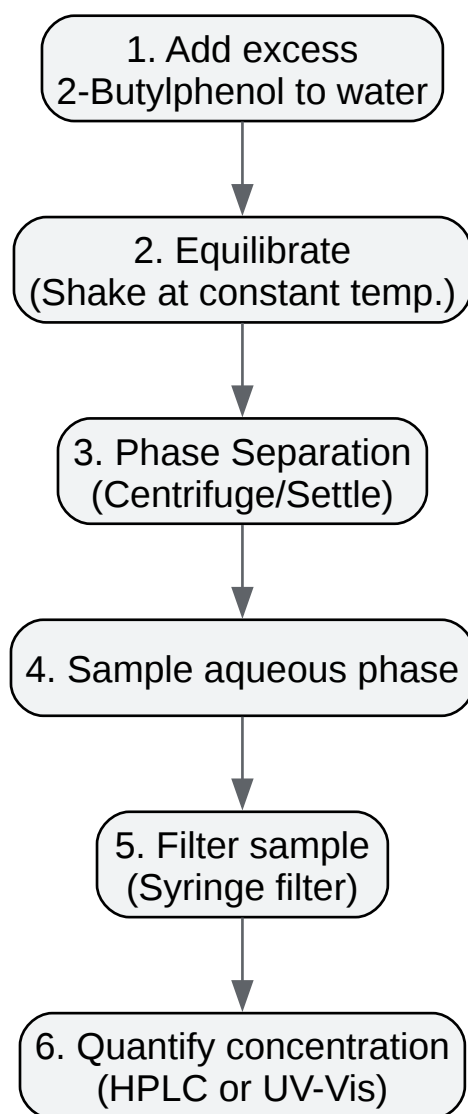 1. Add excess
2-Butylphenol to water
2. Equilibrate
(Shake at constant temp.)
3. Phase Separation
(Centrifuge/Settle)
4. Sample aqueous phase
5. Filter sample
(Syringe filter)
6. Quantify concentration
(HPLC or UV-Vis)